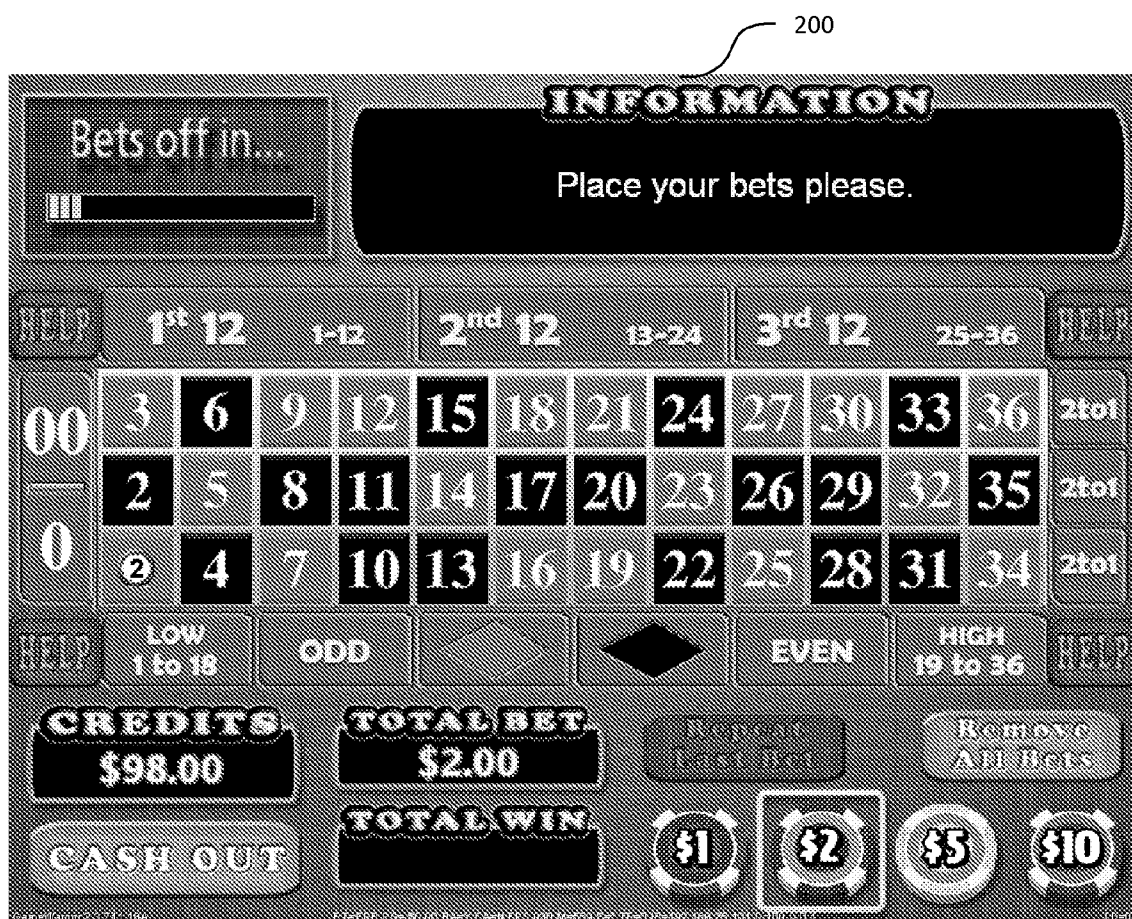 200
Bets off in...
INFORMATION
Place your bets please.
HELP
1st 12 1-12
2nd 12 13-24
3rd 12 25-36
HELP
00
3 6 9 12 15 18 21 24 27 30 33 36 2to1
2 5 8 11 14 17 20 23 26 29 32 35 2to1
0
2 4 7 10 13 16 19 22 25 28 31 34 2to1
HELP
LOW
1 to 18
ODD
EVEN
HIGH
19 to 36
HELP
CREDITS
$98.00
TOTAL BET
$2.00
Remove
All Bets
CASH OUT
TOTAL WIN
$1 $2 $5 $10